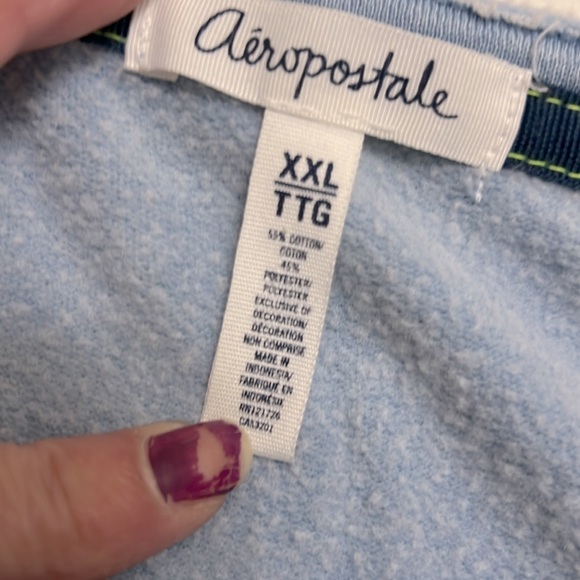 aéropostale
XXL
TTG
55% COTTON/
COTON
45%
POLYESTER/
POLYESTER
EXCLUSIVE OF
DECORATION/
DÉCORATION
NON COMPRISE
MADE IN
INDONESIA/
FABRIQUÉ EN
INDONÉSIE
RN121726
CA53201